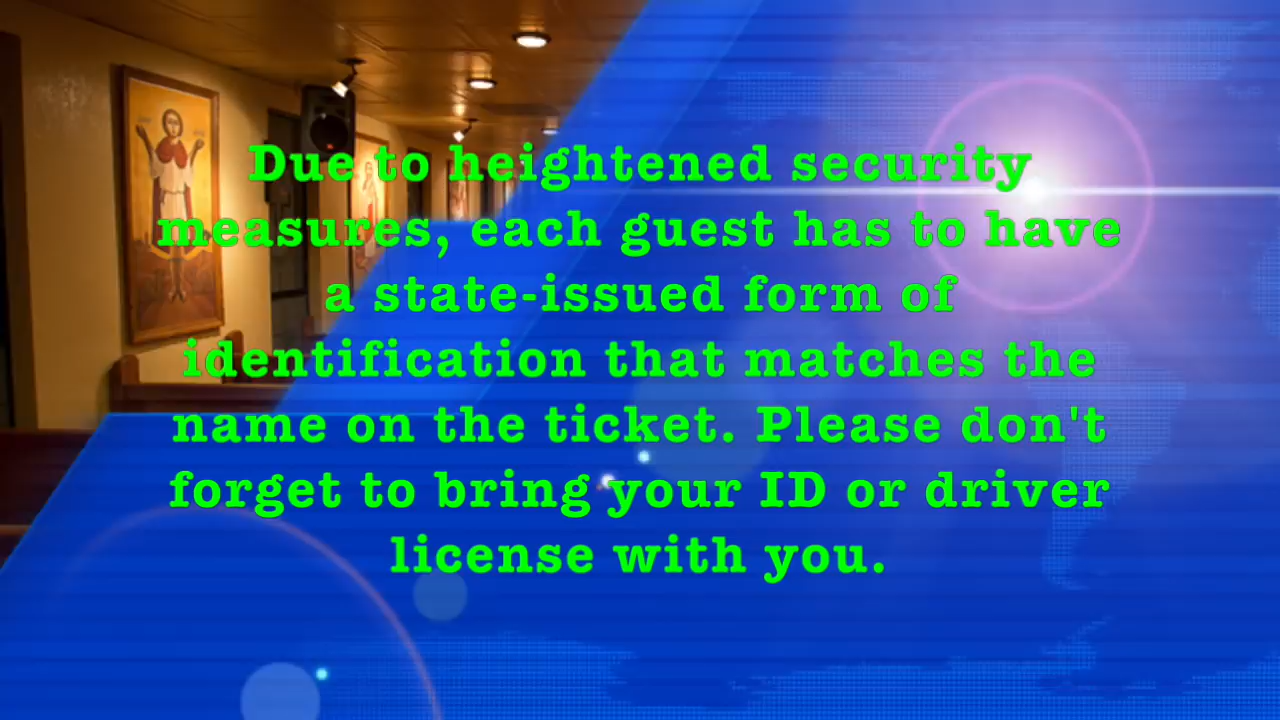 Due to heightened security
measures, each guest has to have
a state-issued form of
identification that matches the
name on the ticket. Please don't
forget to bring your ID or driver
license with you.